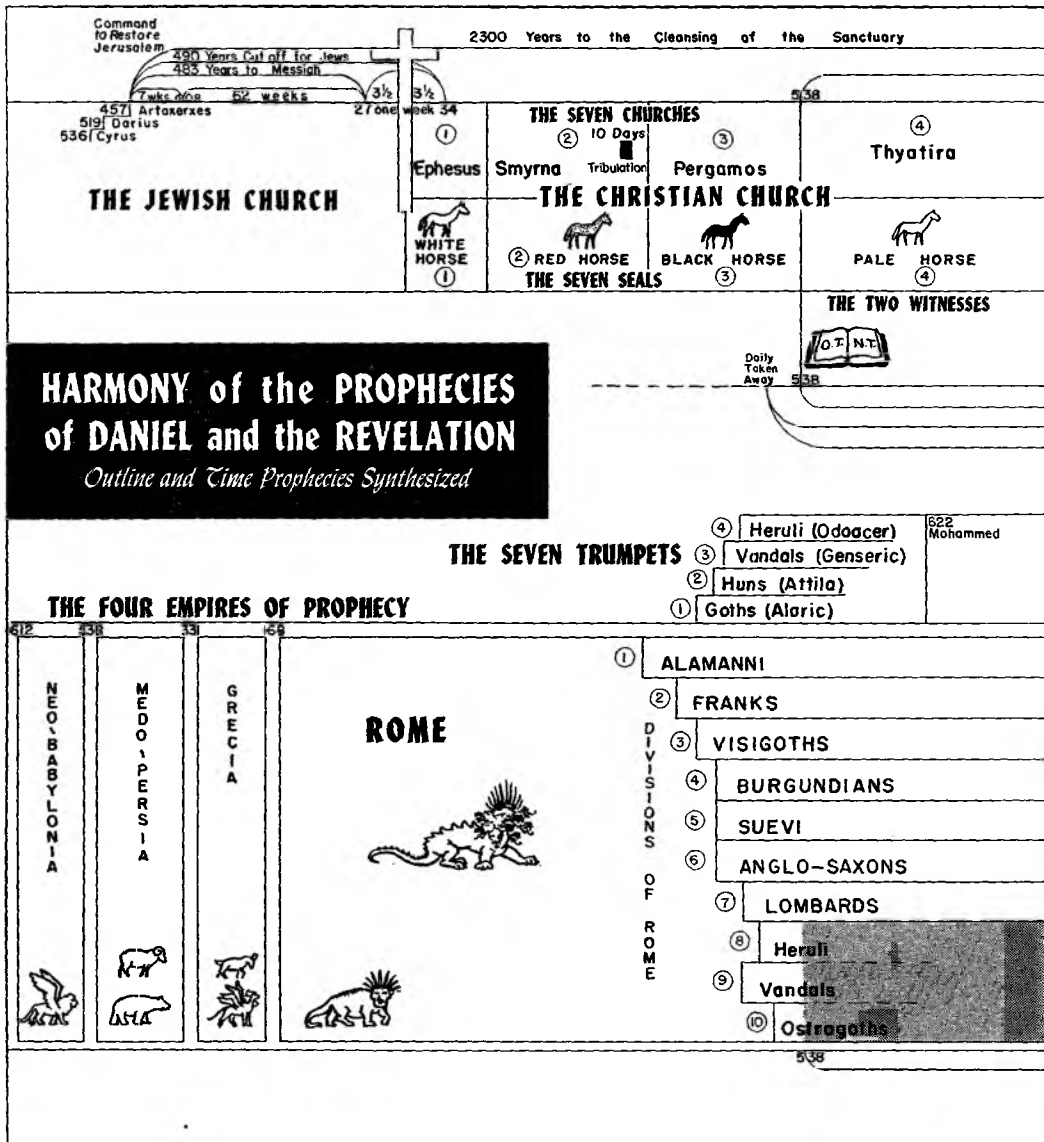 Command
to Restore
Jerusalem
2300 Years to the Cleansing of the Sanctuary
490 Years Cut off for Jews
483 Years to Messiah
7 wks 62 weeks
3½ 3½
27 one week 34
457 Artaxerxes
519 Darius
536 Cyrus
538
THE SEVEN CHURCHES
① Ephesus
② Smyrna
10 Days
Tribulation
③ Pergamos
④ Thyatira
THE JEWISH CHURCH
THE CHRISTIAN CHURCH
WHITE
HORSE
①
② RED HORSE
BLACK HORSE
③
PALE HORSE
④
THE SEVEN SEALS
THE TWO WITNESSES
O.T. N.T.
Daily
Taken
Away 538
HARMONY of the PROPHECIES
of DANIEL and the REVELATION
Outline and Time Prophecies Synthesized
THE SEVEN TRUMPETS
④ Heruli (Odoacer)
③ Vandals (Genseric)
② Huns (Attila)
① Goths (Alaric)
622
Mohammed
THE FOUR EMPIRES OF PROPHECY
612 538 331 168
NEO-BABYLONIA
MEDO-PERSIA
GRECIA
ROME
DIVISIONS OF ROME
① ALAMANNI
② FRANKS
③ VISIGOTHS
④ BURGUNDIANS
⑤ SUEVI
⑥ ANGLO-SAXONS
⑦ LOMBARDS
⑧ Heruli
⑨ Vandals
⑩ Ostrogoths
538